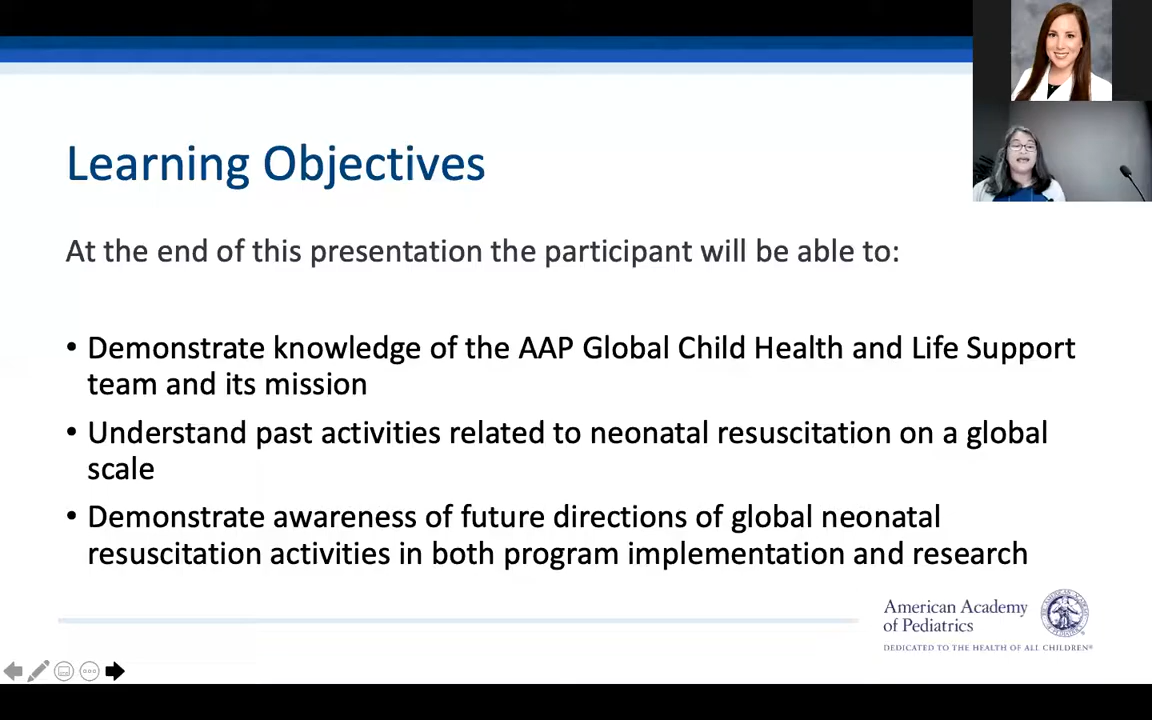 Learning Objectives
At the end of this presentation the participant will be able to:
• Demonstrate knowledge of the AAP Global Child Health and Life Support
team and its mission
• Understand past activities related to neonatal resuscitation on a global
scale
• Demonstrate awareness of future directions of global neonatal
resuscitation activities in both program implementation and research
American Academy
of Pediatrics
DEDICATED TO THE HEALTH OF ALL CHILDREN®